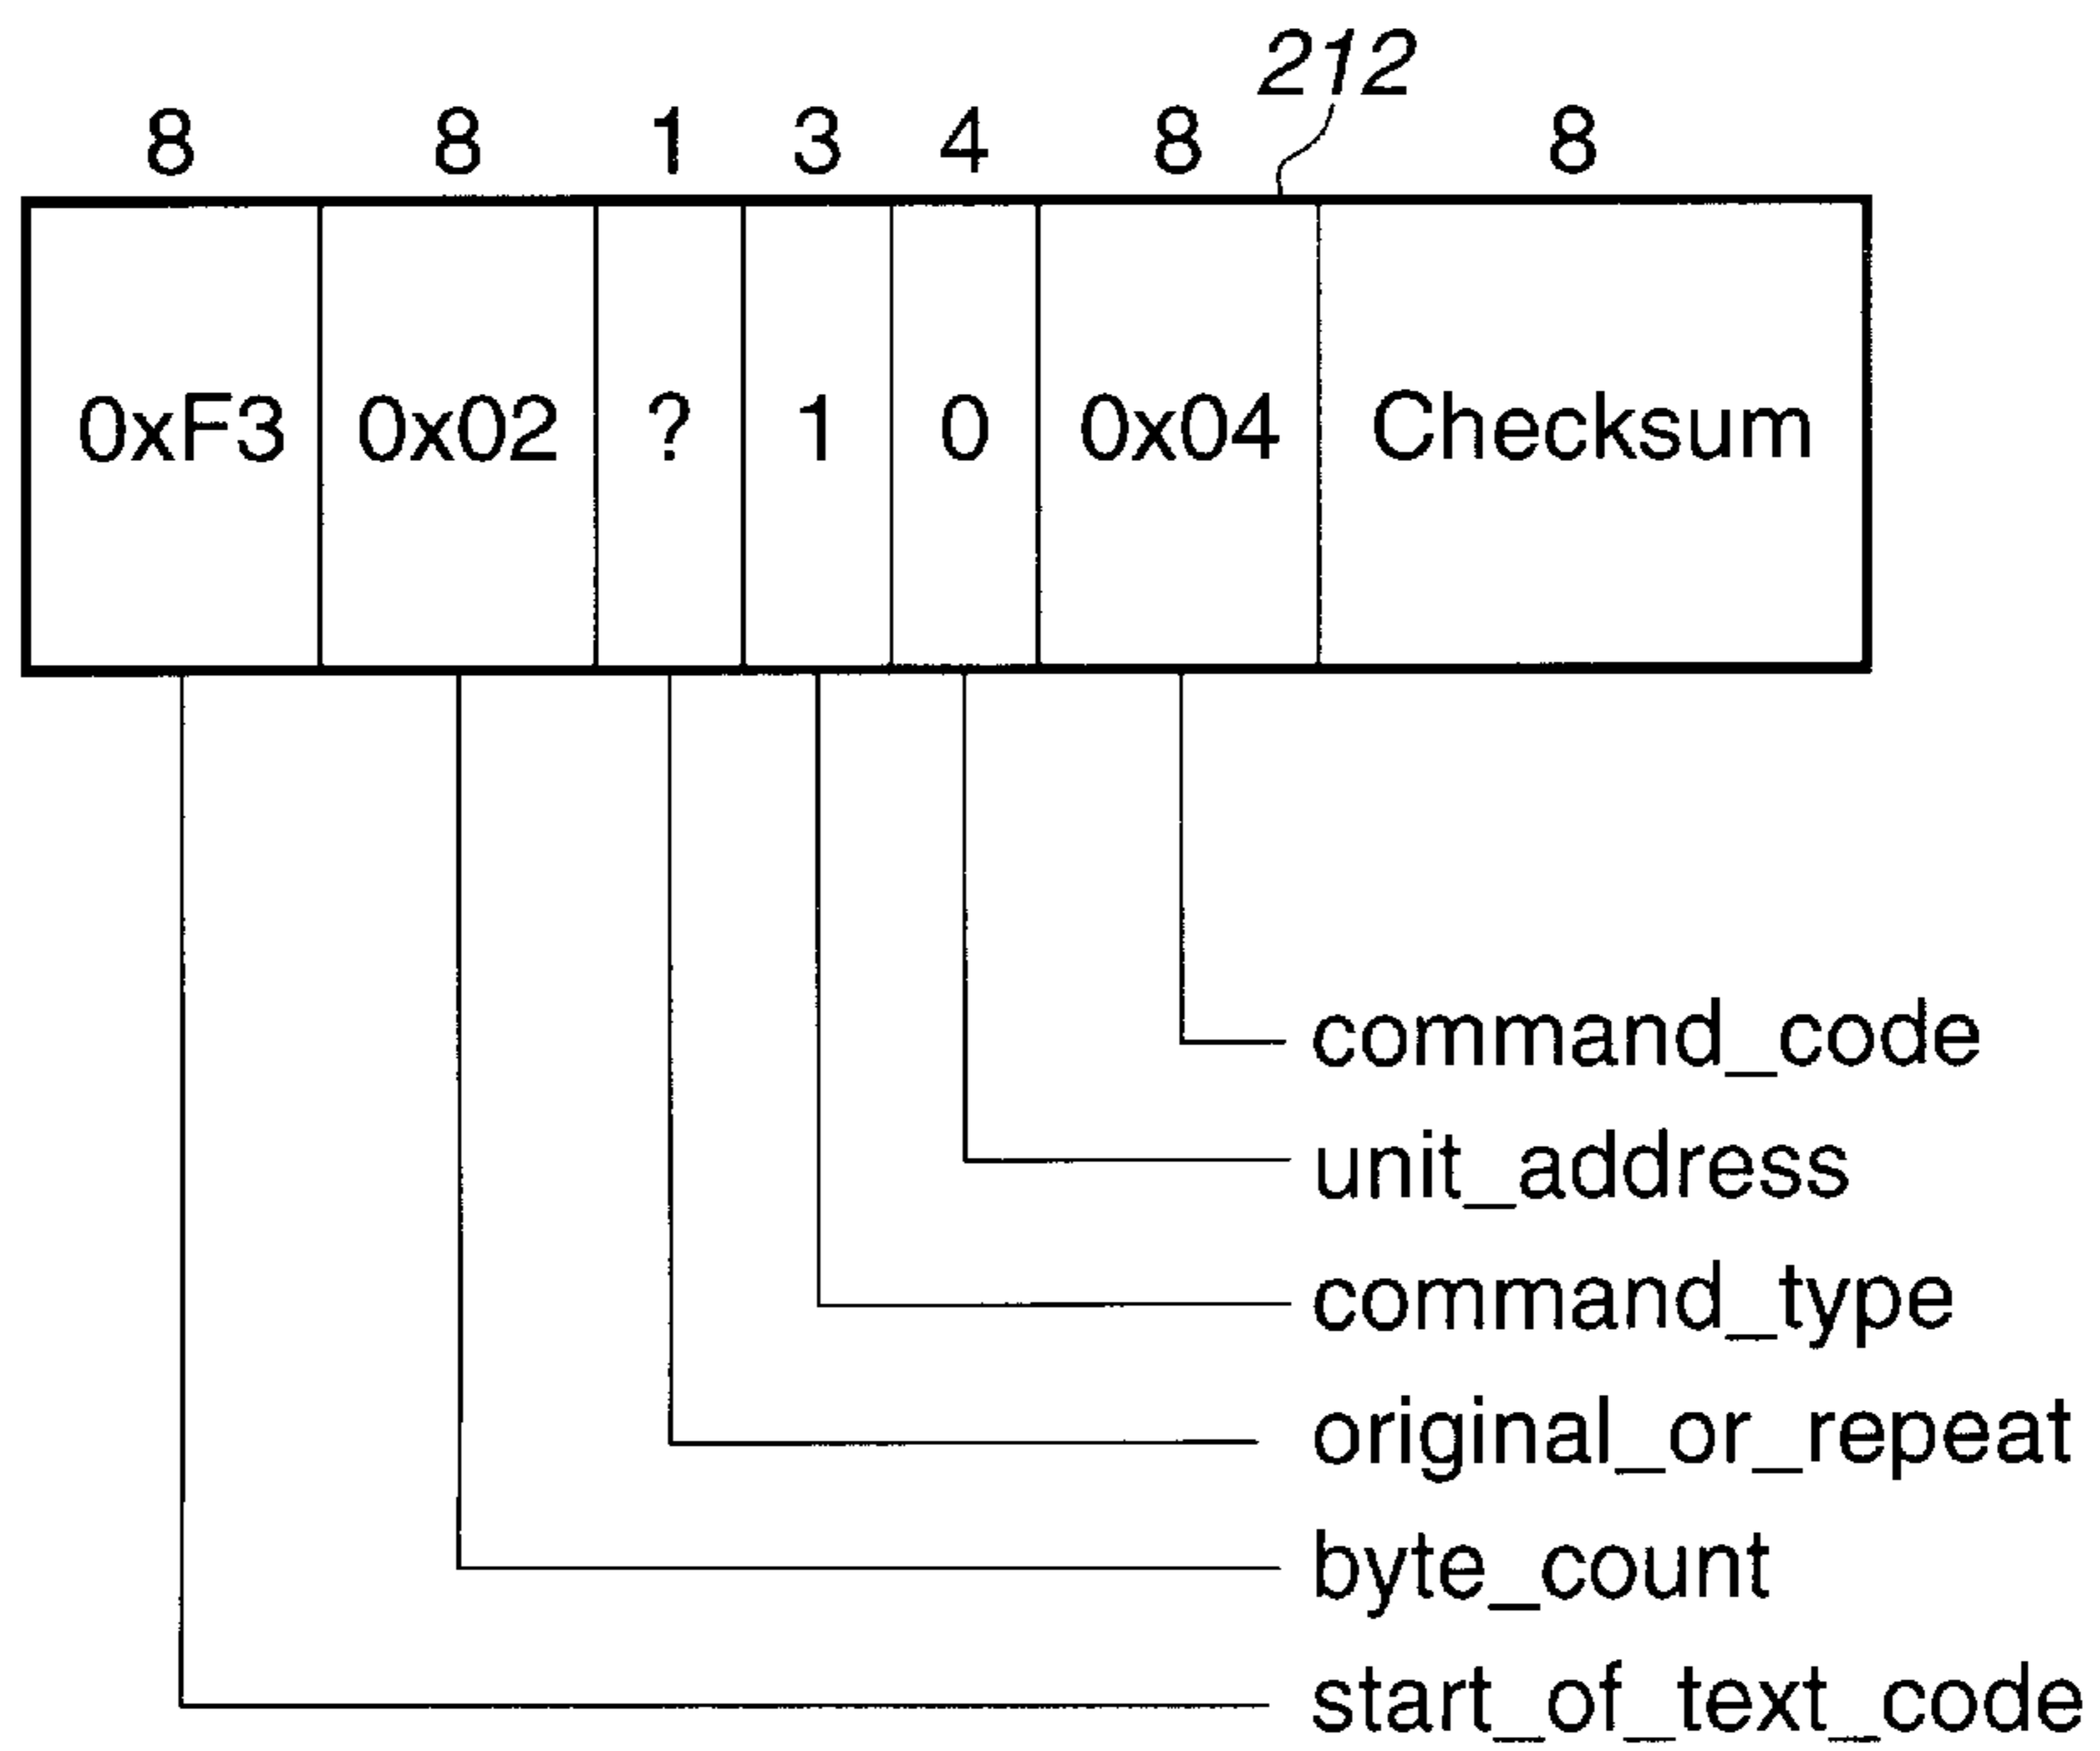 212
8 8 1 3 4 8 8
0xF3 0x02 ? 1 0 0x04 Checksum
command_code
unit_address
command_type
original_or_repeat
byte_count
start_of_text_code